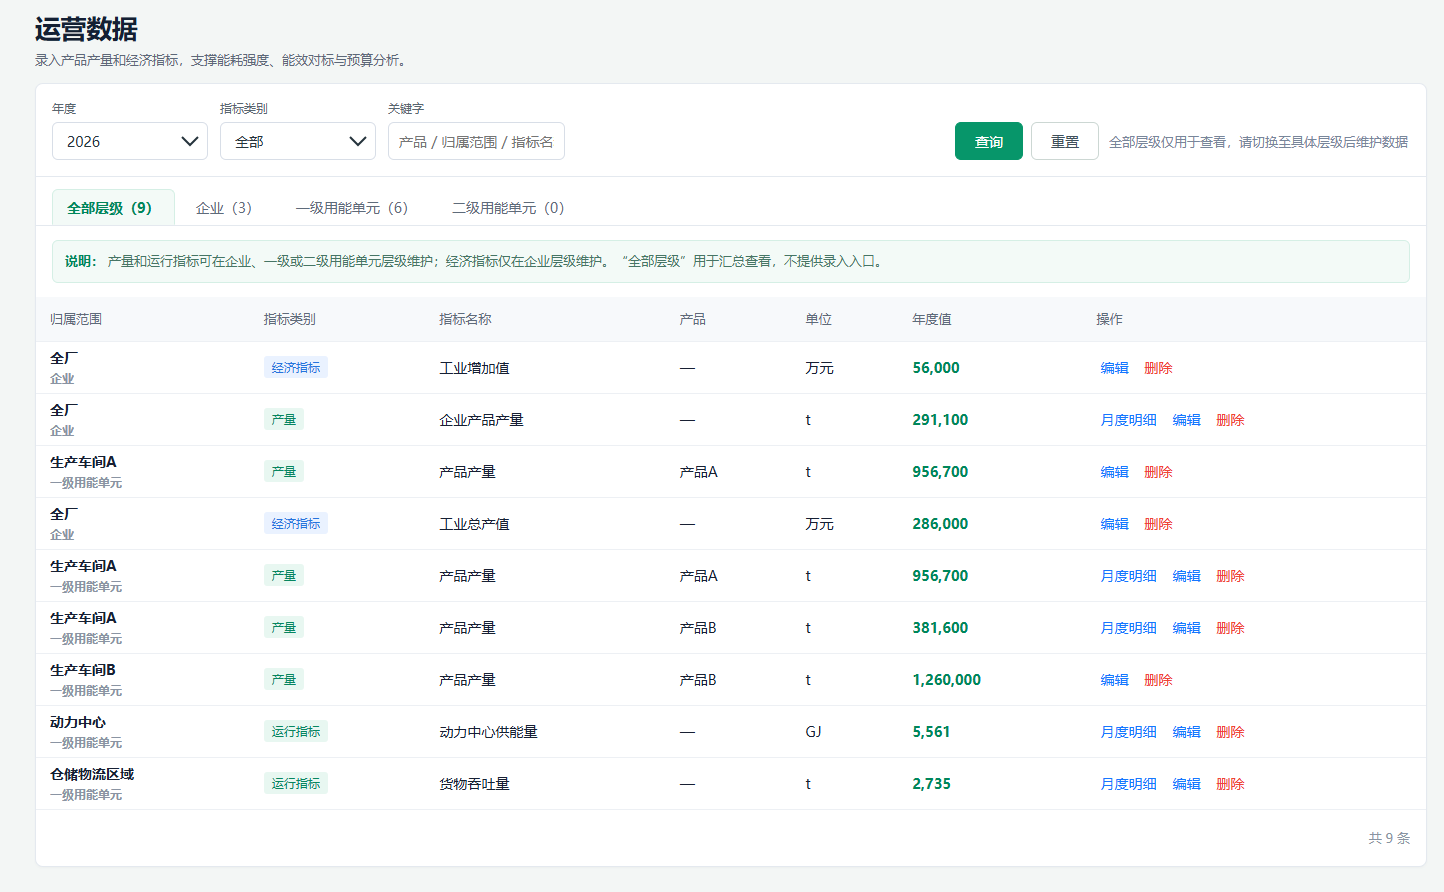 运营数据
录入产品产量和经济指标，支撑能耗强度、能效对标与预算分析。
年度 指标类别 关键字
2026 全部 产品 / 归属范围 / 指标名 查询 重置 全部层级仅用于查看，请切换至具体层级后维护数据
全部层级（9） 企业（3） 一级用能单元（6） 二级用能单元（0）
说明： 产量和运行指标可在企业、一级或二级用能单元层级维护；经济指标仅在企业层级维护。“全部层级”用于汇总查看，不提供录入入口。
归属范围 指标类别 指标名称 产品 单位 年度值 操作
全厂
企业
经济指标 工业增加值 — 万元 56,000 编辑 删除
全厂
企业
产量 企业产品产量 — t 291,100 月度明细 编辑 删除
生产车间A
一级用能单元
产量 产品产量 产品A t 956,700 编辑 删除
全厂
企业
经济指标 工业总产值 — 万元 286,000 编辑 删除
生产车间A
一级用能单元
产量 产品产量 产品A t 956,700 月度明细 编辑 删除
生产车间A
一级用能单元
产量 产品产量 产品B t 381,600 月度明细 编辑 删除
生产车间B
一级用能单元
产量 产品产量 产品B t 1,260,000 编辑 删除
动力中心
一级用能单元
运行指标 动力中心供能量 — GJ 5,561 月度明细 编辑 删除
仓储物流区域
一级用能单元
运行指标 货物吞吐量 — t 2,735 月度明细 编辑 删除
共 9 条